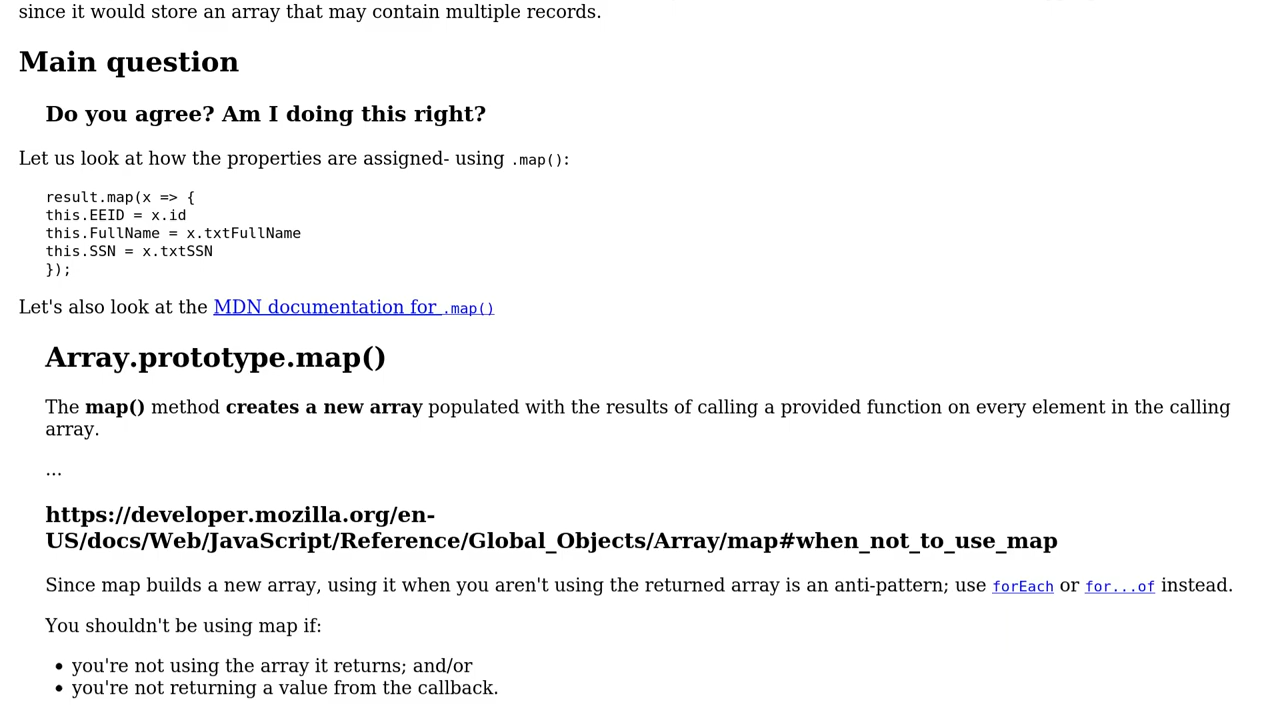 since it would store an array that may contain multiple records.
Main question
Do you agree? Am I doing this right?
Let us look at how the properties are assigned- using .map():
result.map(x => {
this.EEID = x.id
this.FullName = x.txtFullName
this.SSN = x.txtSSN
});
Let's also look at the MDN documentation for .map()
Array.prototype.map()
The map() method creates a new array populated with the results of calling a provided function on every element in the calling
array.
...
https://developer.mozilla.org/en-
US/docs/Web/JavaScript/Reference/Global_Objects/Array/map#when_not_to_use_map
Since map builds a new array, using it when you aren't using the returned array is an anti-pattern; use forEach or for...of instead.
You shouldn't be using map if:
• you're not using the array it returns; and/or
• you're not returning a value from the callback.